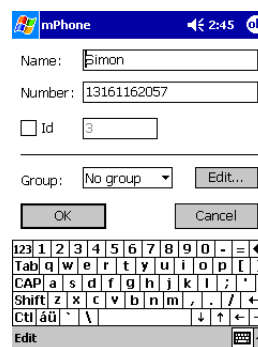 mPhone 2:45 ok
Name: Simon
Number: 13161162057
Id 3
Group: No group Edit...
OK Cancel
123 1 2 3 4 5 6 7 8 9 0 - =
Tab q w e r t y u i o p [
CAP a s d f g h j k l ; '
Shift z x c v b n m , . /
Ctl áü ` \
Edit